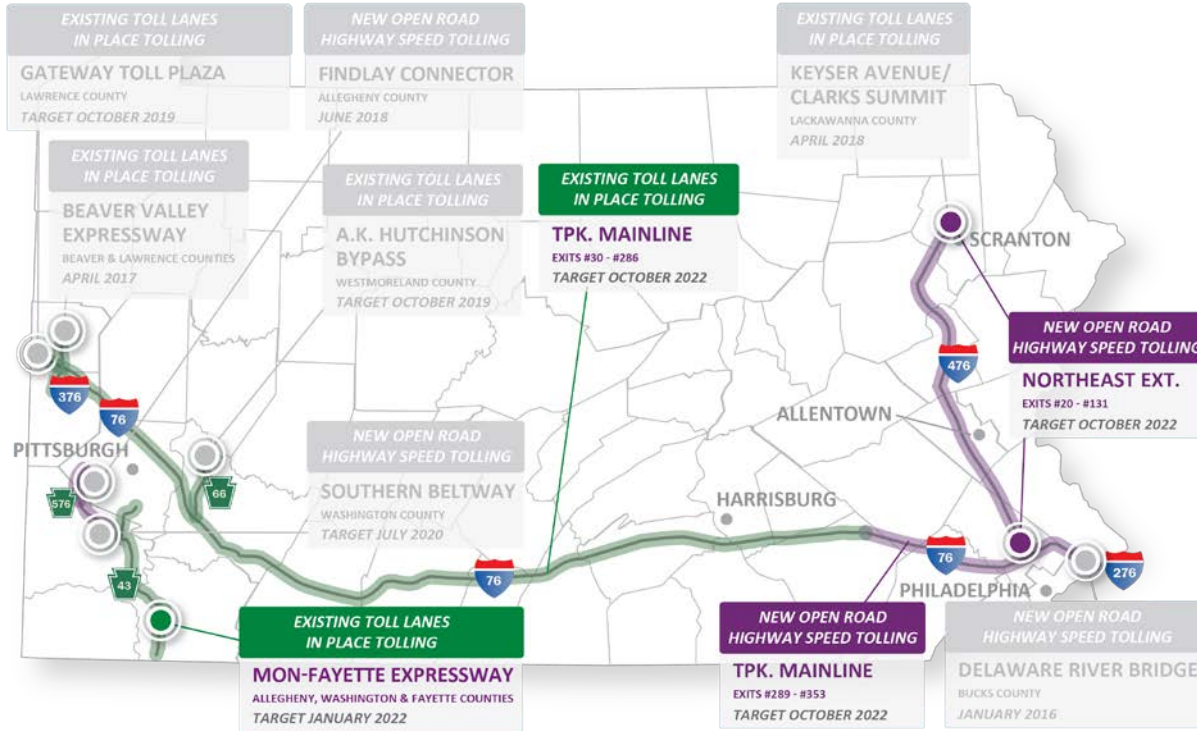 EXISTING TOLL LANES
IN PLACE TOLLING
GATEWAY TOLL PLAZA
LAWRENCE COUNTY
TARGET OCTOBER 2019
NEW OPEN ROAD
HIGHWAY SPEED TOLLING
FINDLAY CONNECTOR
ALLEGHENY COUNTY
JUNE 2018
EXISTING TOLL LANES
IN PLACE TOLLING
KEYSER AVENUE/
CLARKS SUMMIT
LACKAWANNA COUNTY
APRIL 2018
EXISTING TOLL LANES
IN PLACE TOLLING
BEAVER VALLEY
EXPRESSWAY
BEAVER & LAWRENCE COUNTIES
APRIL 2017
EXISTING TOLL LANES
IN PLACE TOLLING
A.K. HUTCHINSON
BYPASS
WESTMORELAND COUNTY
TARGET OCTOBER 2019
EXISTING TOLL LANES
IN PLACE TOLLING
TPK. MAINLINE
EXITS #30 - #286
TARGET OCTOBER 2022
SCRANTON
NEW OPEN ROAD
HIGHWAY SPEED TOLLING
NORTHEAST EXT.
EXITS #20 - #131
TARGET OCTOBER 2022
476
376
76
ALLENTOWN
PITTSBURGH
NEW OPEN ROAD
HIGHWAY SPEED TOLLING
SOUTHERN BELTWAY
WASHINGTON COUNTY
TARGET JULY 2020
66
576
HARRISBURG
43
76
76
276
PHILADELPHIA
EXISTING TOLL LANES
IN PLACE TOLLING
MON-FAYETTE EXPRESSWAY
ALLEGHENY, WASHINGTON & FAYETTE COUNTIES
TARGET JANUARY 2022
NEW OPEN ROAD
HIGHWAY SPEED TOLLING
TPK. MAINLINE
EXITS #289 - #353
TARGET OCTOBER 2022
NEW OPEN ROAD
HIGHWAY SPEED TOLLING
DELAWARE RIVER BRIDGE
BUCKS COUNTY
JANUARY 2016